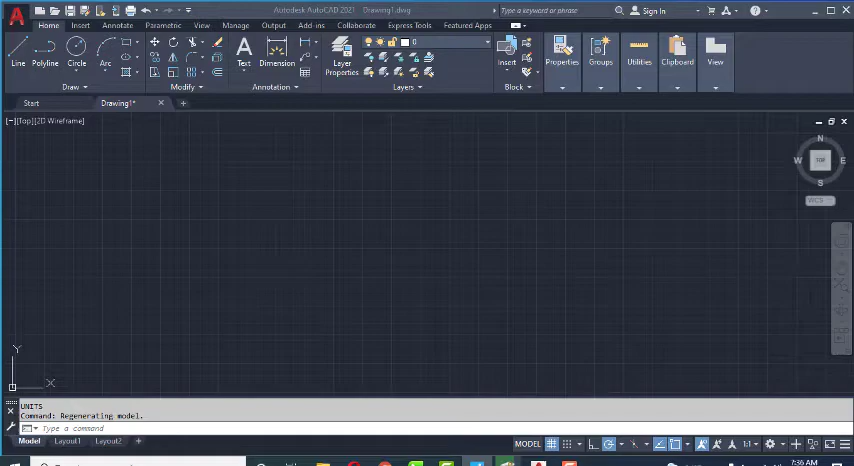 Autodesk AutoCAD 2021 Drawing1.dwg
Type a keyword or phrase
Sign In
Home Insert Annotate Parametric View Manage Output Add-ins Collaborate Express Tools Featured Apps
0
Line Polyline Circle Arc Text Dimension Layer Properties Insert Properties Groups Utilities Clipboard View
Draw Modify Annotation Layers Block
Start Drawing1*
[−][Top][2D Wireframe]
N
W E
S
WCS
Y
X
UNITS
Command: Regenerating model.
Type a command
Model Layout1 Layout2
MODEL 1:1
7:36 AM